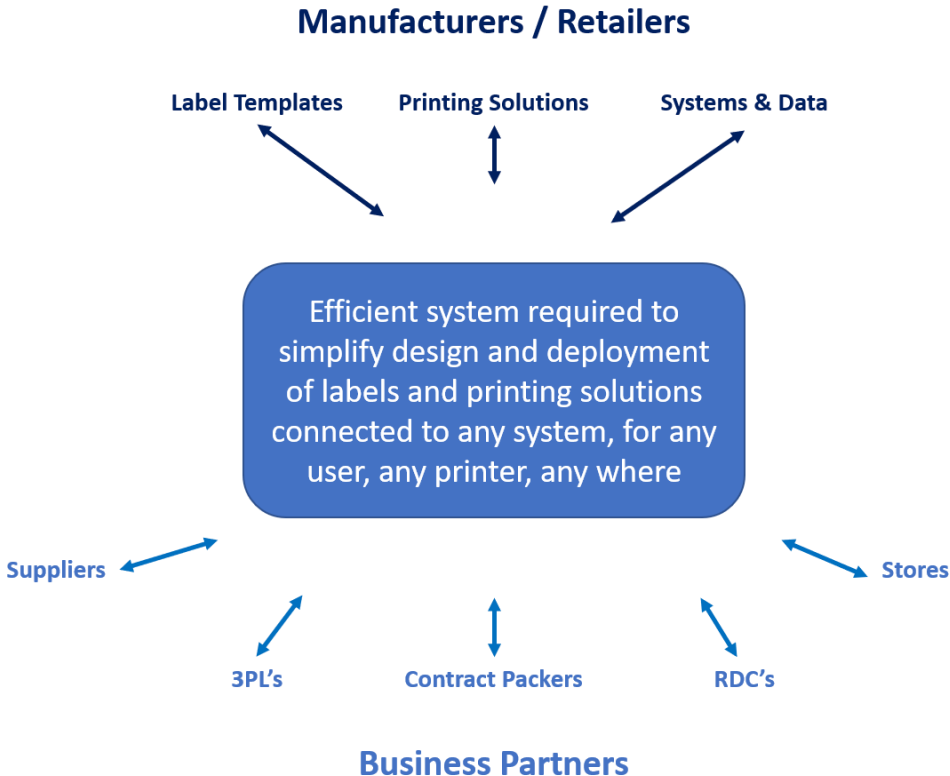 Manufacturers / Retailers
Label Templates
Printing Solutions
Systems & Data
Efficient system required to
simplify design and deployment
of labels and printing solutions
connected to any system, for any
user, any printer, any where
Suppliers
Stores
3PL’s
Contract Packers
RDC’s
Business Partners